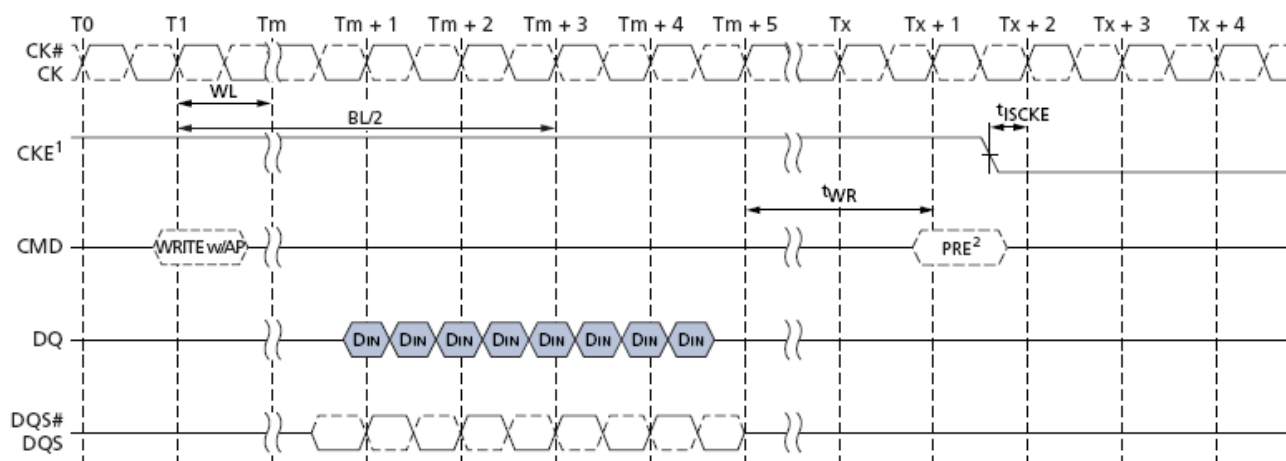 T0 T1 Tm Tm + 1 Tm + 2 Tm + 3 Tm + 4 Tm + 5 Tx Tx + 1 Tx + 2 Tx + 3 Tx + 4
CK#
CK
WL
BL/2
tISCKE
CKE1
tWR
CMD WRITE w/AP PRE2
DQ DIN DIN DIN DIN DIN DIN DIN DIN
DQS#
DQS